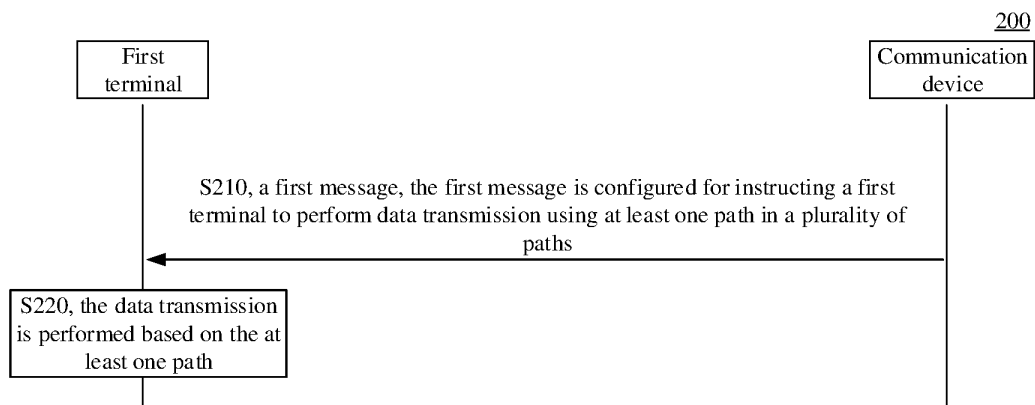 200
First
terminal
Communication
device
S210, a first message, the first message is configured for instructing a first
terminal to perform data transmission using at least one path in a plurality of
paths
S220, the data transmission
is performed based on the at
least one path